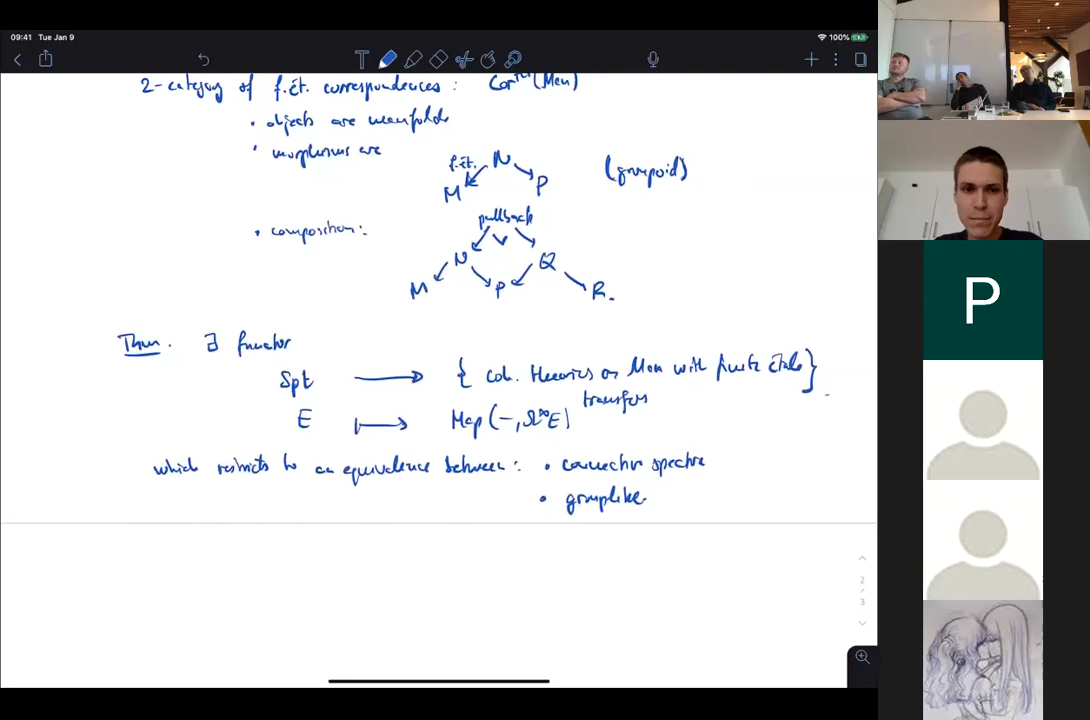 09:41 Tue Jan 9
100%
2-category of f.ét. correspondences : Corr (Man)
· objects are manifolds
· morphisms are
f.ét. N
M P
(groupoid)
· composition:
pullback
N Q
M P R.
Thm. ∃ functor
Spt ⟶ { coh. theories on Man with finite étale transfers }
E ⟼ Map(-, Ω^∞E)
which restricts to an equivalence between: · connective spectra
· grouplike
2
/
3
P